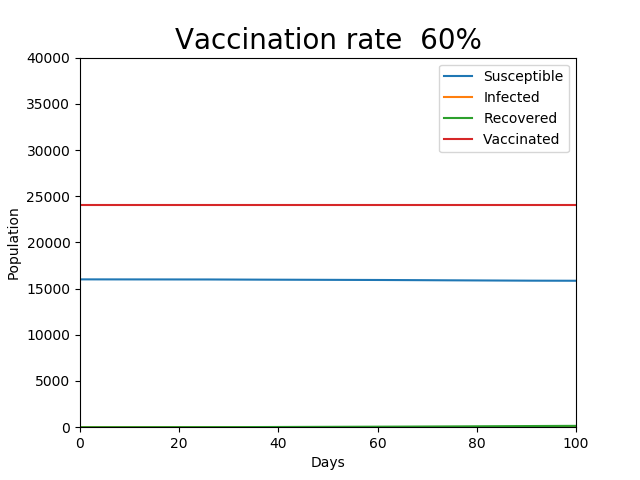 Vaccination rate  60%
Population
40000
35000
30000
25000
20000
15000
10000
5000
0
Susceptible
Infected
Recovered
Vaccinated
0 20 40 60 80 100
Days